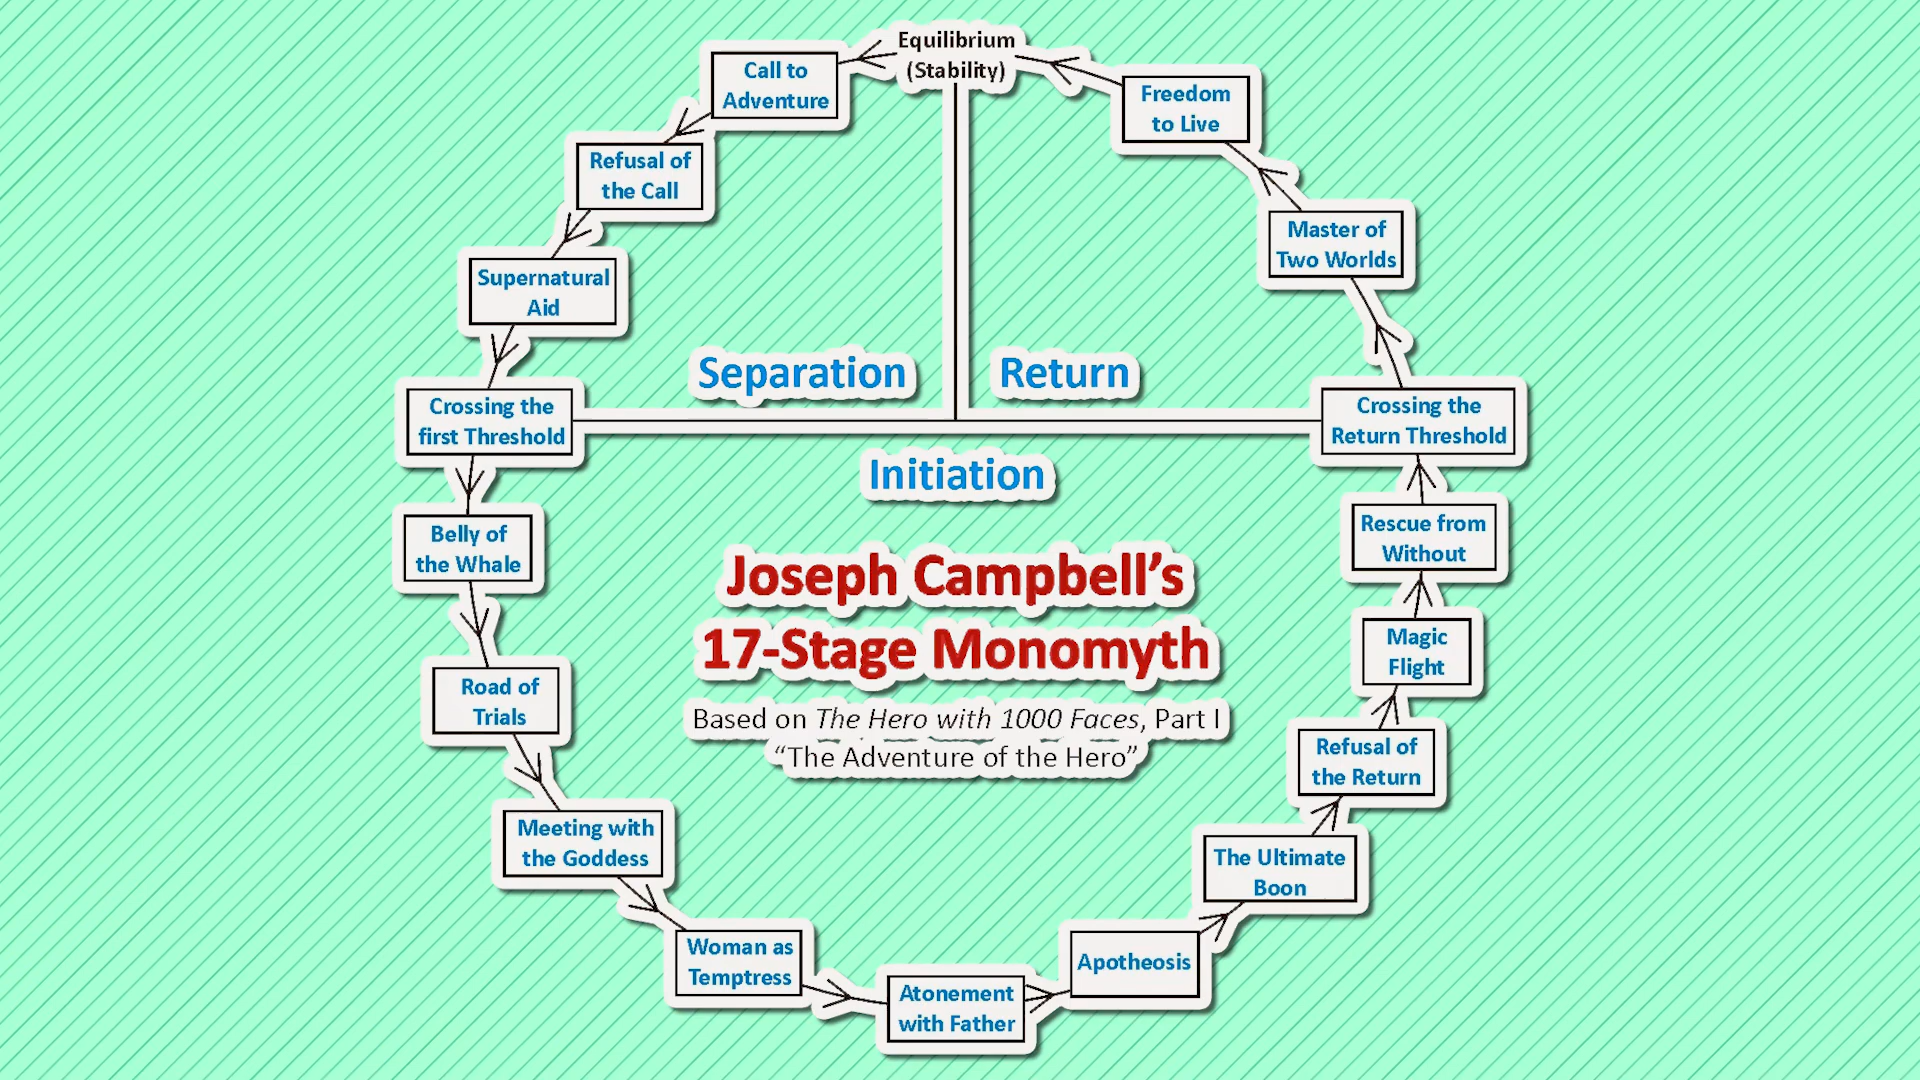 Equilibrium
(Stability)
Call to
Adventure
Refusal of
the Call
Supernatural
Aid
Crossing the
first Threshold
Belly of
the Whale
Road of
Trials
Meeting with
the Goddess
Woman as
Temptress
Atonement
with Father
Apotheosis
The Ultimate
Boon
Refusal of
the Return
Magic
Flight
Rescue from
Without
Crossing the
Return Threshold
Master of
Two Worlds
Freedom
to Live
Separation
Return
Initiation
Joseph Campbell’s
17-Stage Monomyth
Based on The Hero with 1000 Faces, Part I
“The Adventure of the Hero”